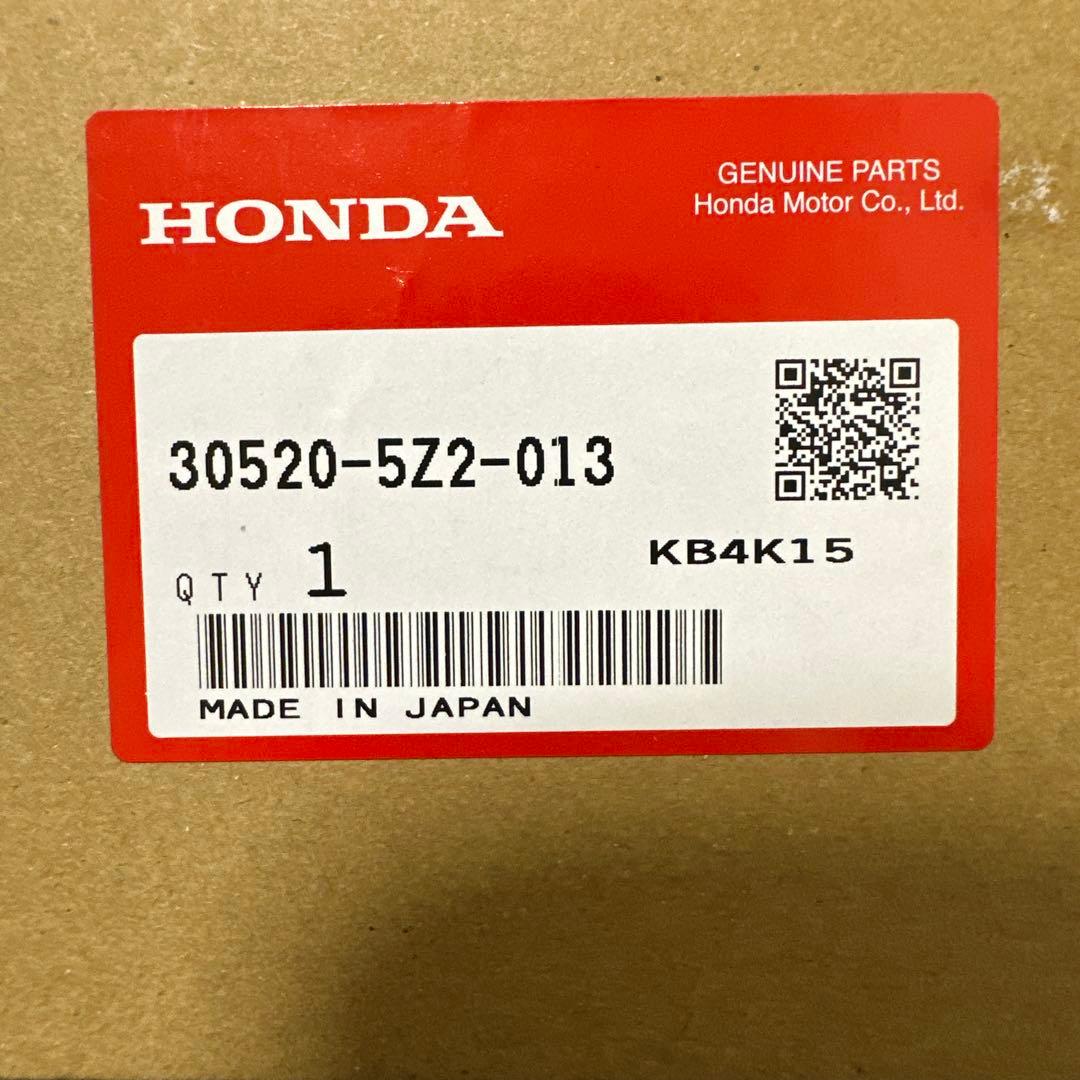 HONDA
GENUINE PARTS
Honda Motor Co., Ltd.
30520-5Z2-013
KB4K15
QTY 1
MADE IN JAPAN